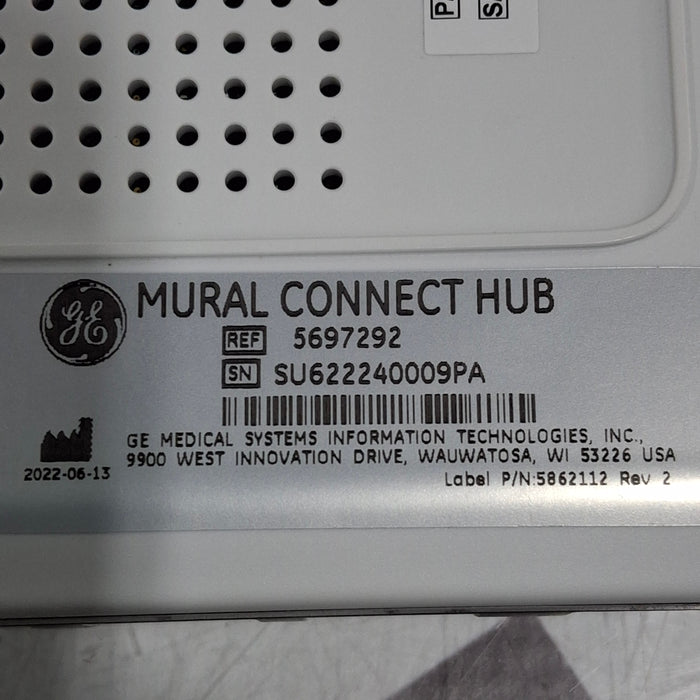 P
S
GE
MURAL CONNECT HUB
REF 5697292
SN SU622240009PA
GE MEDICAL SYSTEMS INFORMATION TECHNOLOGIES, INC.,
9900 WEST INNOVATION DRIVE, WAUWATOSA, WI 53226 USA
2022-06-13
Label P/N:5862112 Rev 2